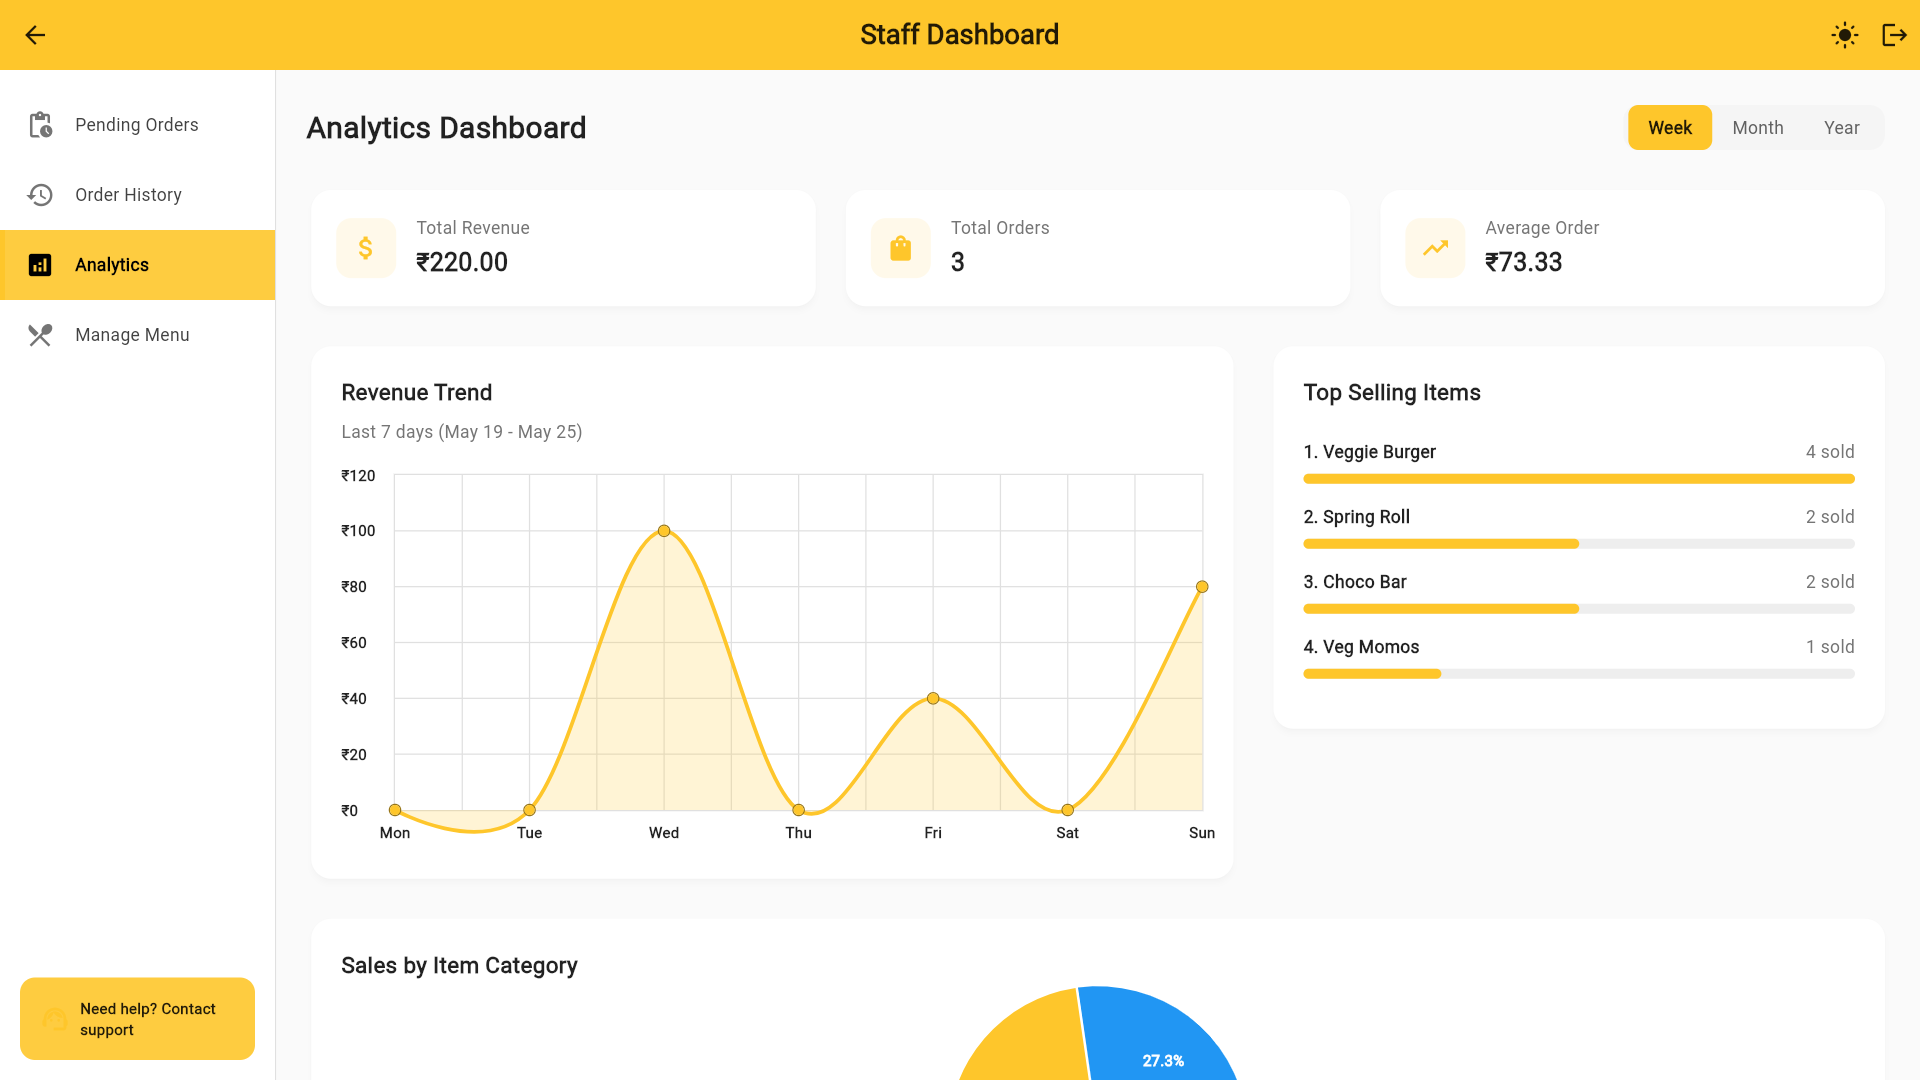 Staff Dashboard
Pending Orders
Order History
Analytics
Manage Menu
Need help? Contact
support
Analytics Dashboard
Week
Month
Year
Total Revenue
₹220.00
Total Orders
3
Average Order
₹73.33
Revenue Trend
Last 7 days (May 19 - May 25)
₹120
₹100
₹80
₹60
₹40
₹20
₹0
Mon
Tue
Wed
Thu
Fri
Sat
Sun
Top Selling Items
1. Veggie Burger
4 sold
2. Spring Roll
2 sold
3. Choco Bar
2 sold
4. Veg Momos
1 sold
Sales by Item Category
27.3%